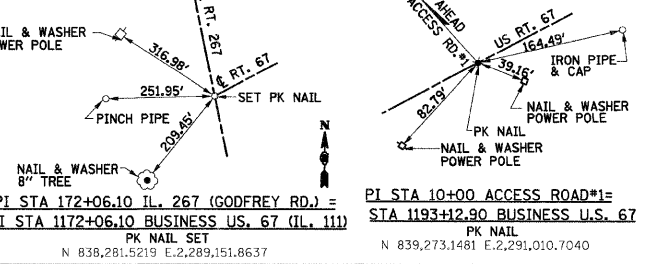 IL & WASHER
OWER POLE
316.98'
RT. 267
℄ RT. 67
251.95'
SET PK NAIL
PINCH PIPE
209.45'
NAIL & WASHER
8" TREE
N
PI STA 172+06.10 IL. 267 (GODFREY RD.) =
I STA 1172+06.10 BUSINESS US. 67 (IL. 111)
PK NAIL SET
N 838,281.5219 E.2,289,151.8637
AHEAD
ACCESS RD.#1
US RT. 67
164.49'
39.16'
IRON PIPE
& CAP
82.79'
NAIL & WASHER
POWER POLE
PK NAIL
NAIL & WASHER
POWER POLE
PI STA 10+00 ACCESS ROAD#1=
STA 1193+12.90 BUSINESS U.S. 67
PK NAIL
N 839,273.1481 E.2,291,010.7040